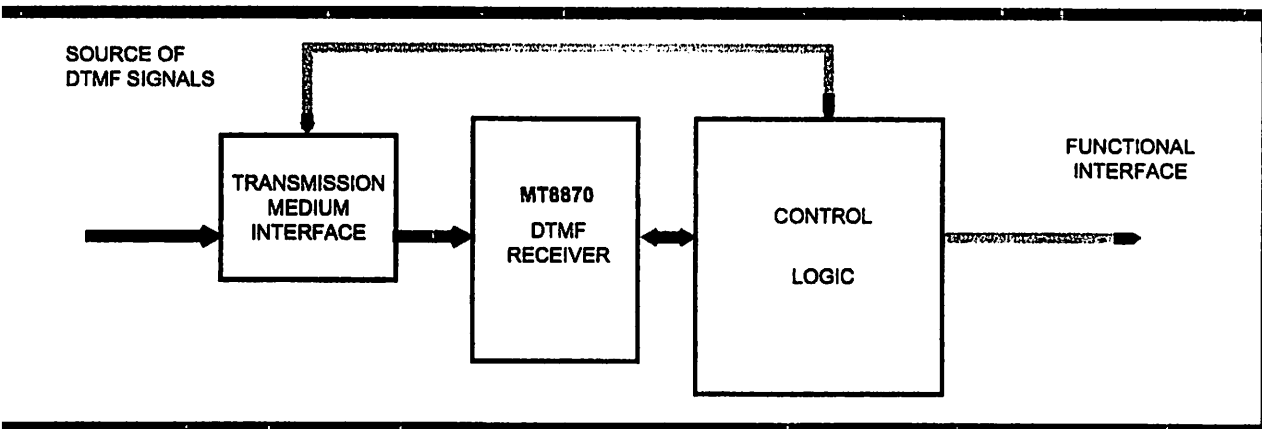 SOURCE OF
DTMF SIGNALS
TRANSMISSION
MEDIUM
INTERFACE
MT8870
DTMF
RECEIVER
CONTROL
LOGIC
FUNCTIONAL
INTERFACE